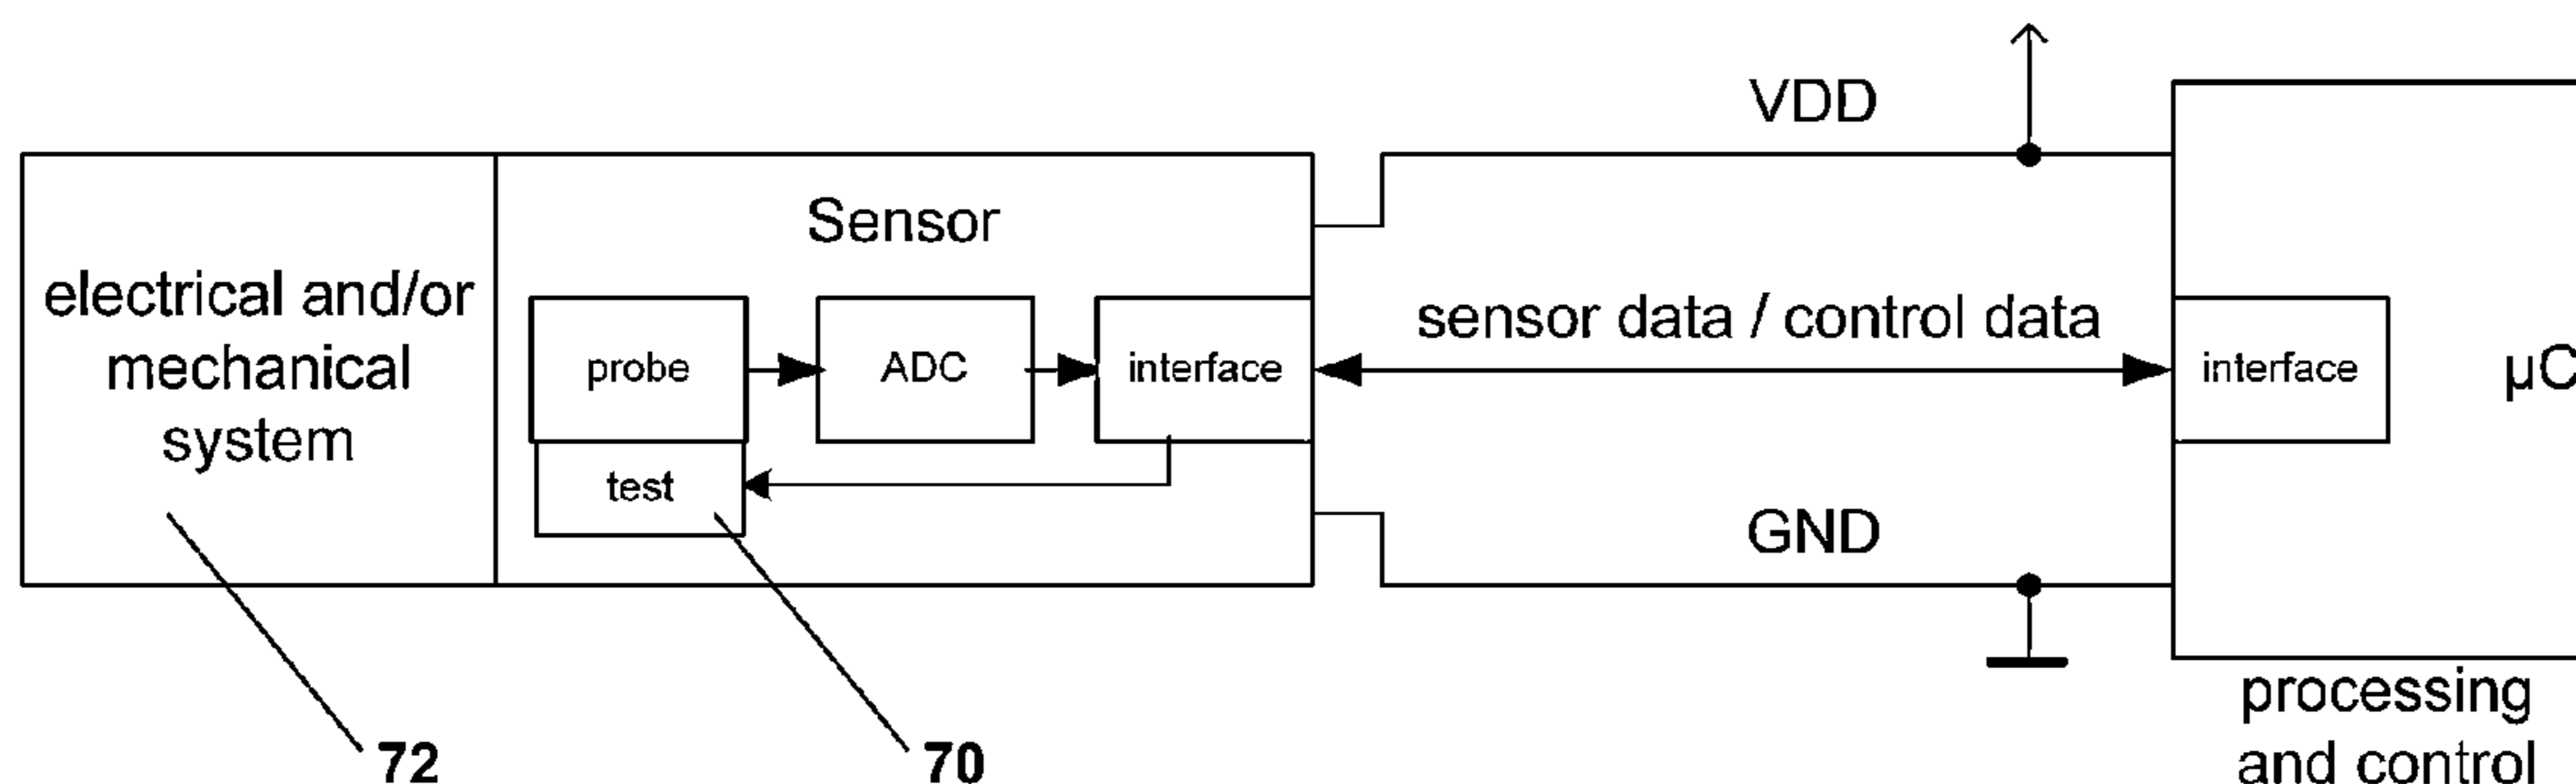 VDD
Sensor
electrical and/or
mechanical
system
probe
ADC
interface
test
sensor data / control data
interface
µC
GND
processing
and control
72
70